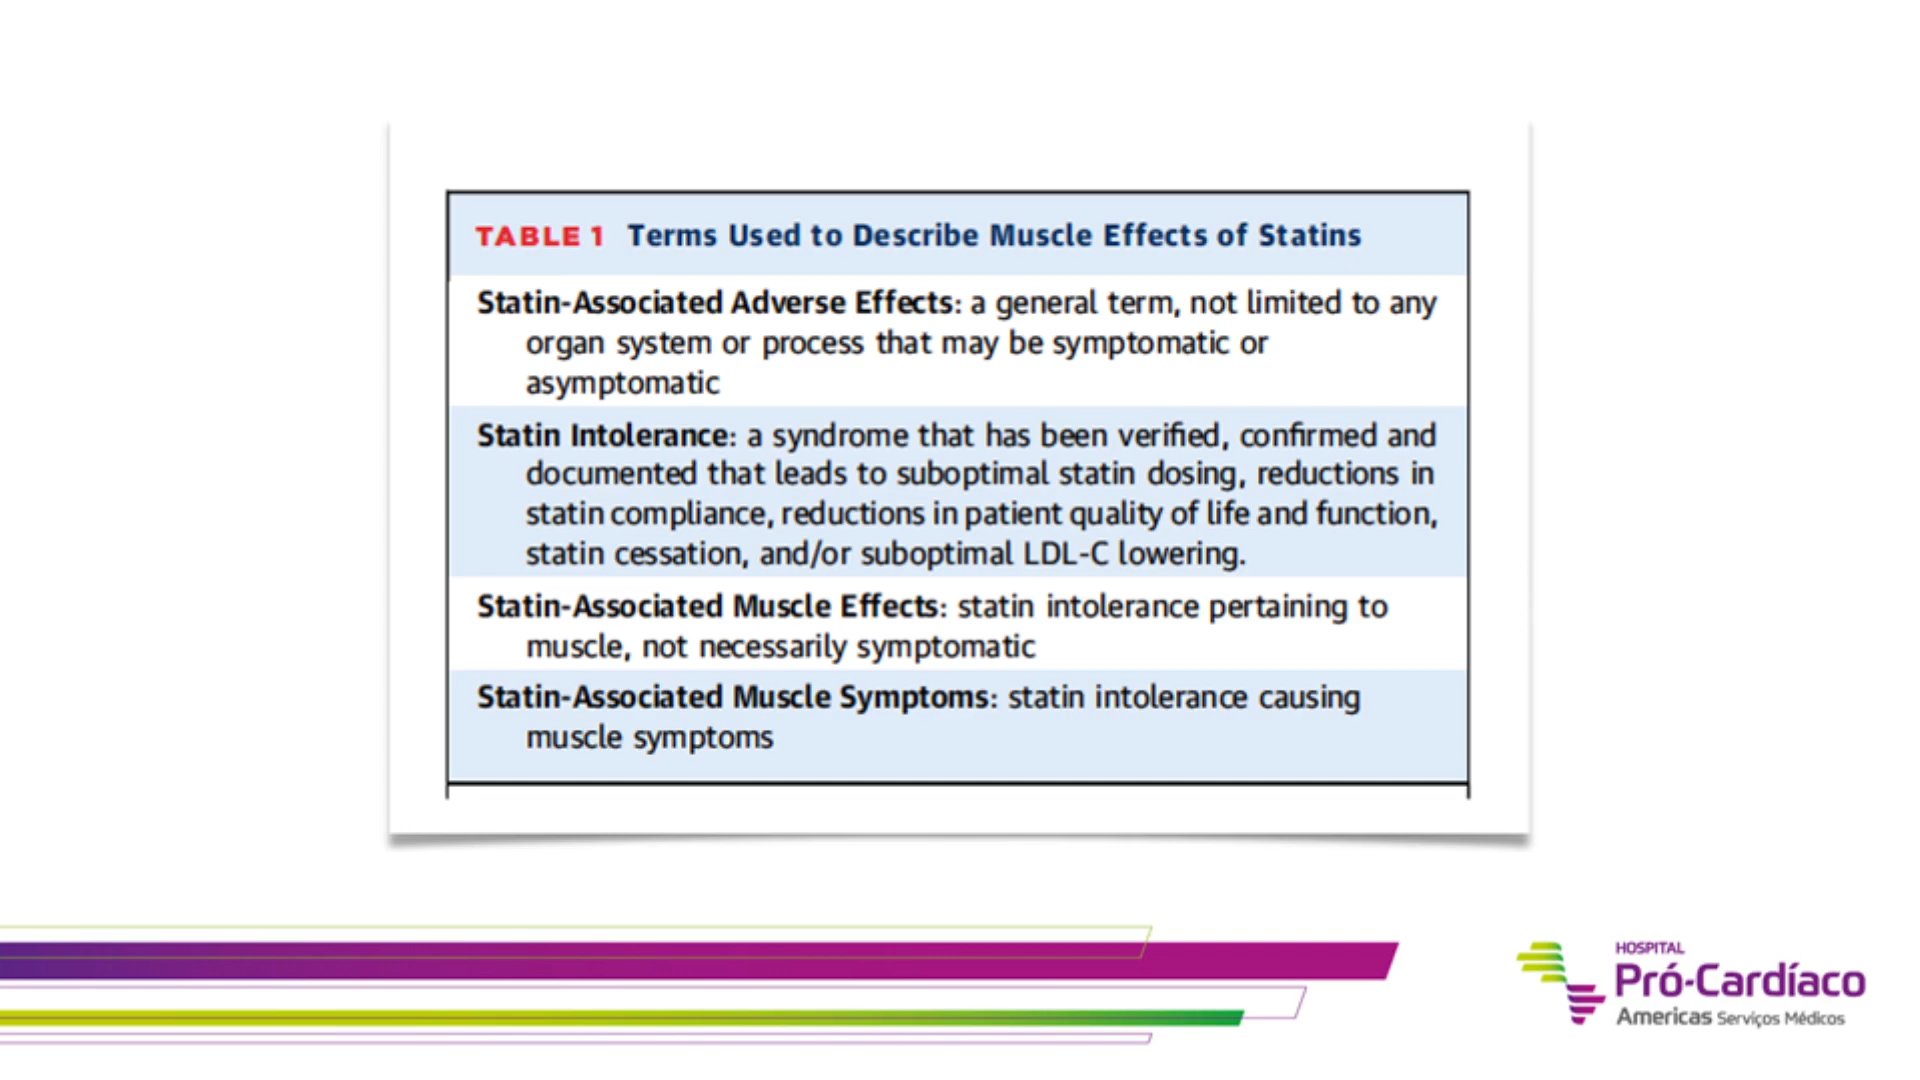 TABLE 1 Terms Used to Describe Muscle Effects of Statins
Statin-Associated Adverse Effects: a general term, not limited to any
organ system or process that may be symptomatic or
asymptomatic
Statin Intolerance: a syndrome that has been verified, confirmed and
documented that leads to suboptimal statin dosing, reductions in
statin compliance, reductions in patient quality of life and function,
statin cessation, and/or suboptimal LDL-C lowering.
Statin-Associated Muscle Effects: statin intolerance pertaining to
muscle, not necessarily symptomatic
Statin-Associated Muscle Symptoms: statin intolerance causing
muscle symptoms
HOSPITAL
Pró-Cardíaco
Americas Serviços Médicos